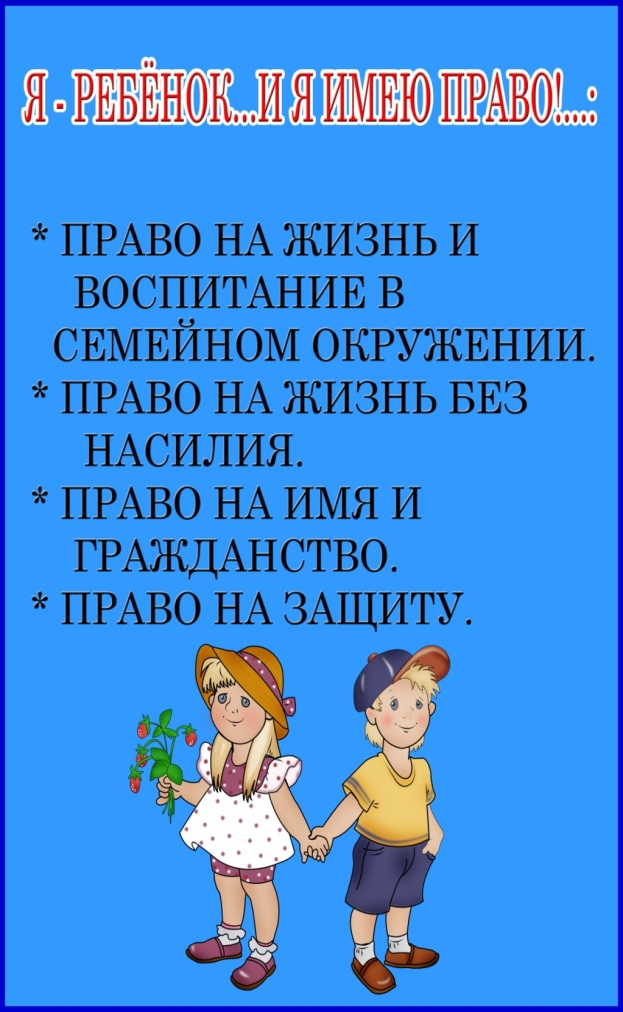 Я - РЕБЁНОК...И Я ИМЕЮ ПРАВО!....:
* ПРАВО НА ЖИЗНЬ И
ВОСПИТАНИЕ В
СЕМЕЙНОМ ОКРУЖЕНИИ.
* ПРАВО НА ЖИЗНЬ БЕЗ
НАСИЛИЯ.
* ПРАВО НА ИМЯ И
ГРАЖДАНСТВО.
* ПРАВО НА ЗАЩИТУ.